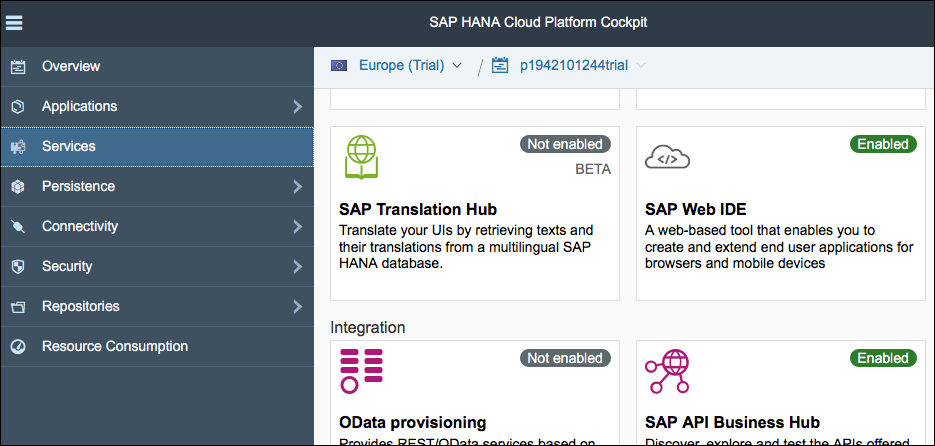 SAP HANA Cloud Platform Cockpit
Overview
Applications
Services
Persistence
Connectivity
Security
Repositories
Resource Consumption
Europe (Trial) / p1942101244trial
Not enabled
BETA
SAP Translation Hub
Translate your UIs by retrieving texts and
their translations from a multilingual SAP
HANA database.
Enabled
</>
SAP Web IDE
A web-based tool that enables you to
create and extend end user applications for
browsers and mobile devices
Integration
Not enabled
OData provisioning
Provides REST/OData services based on
Enabled
SAP API Business Hub
Discover, explore and test the APIs offered